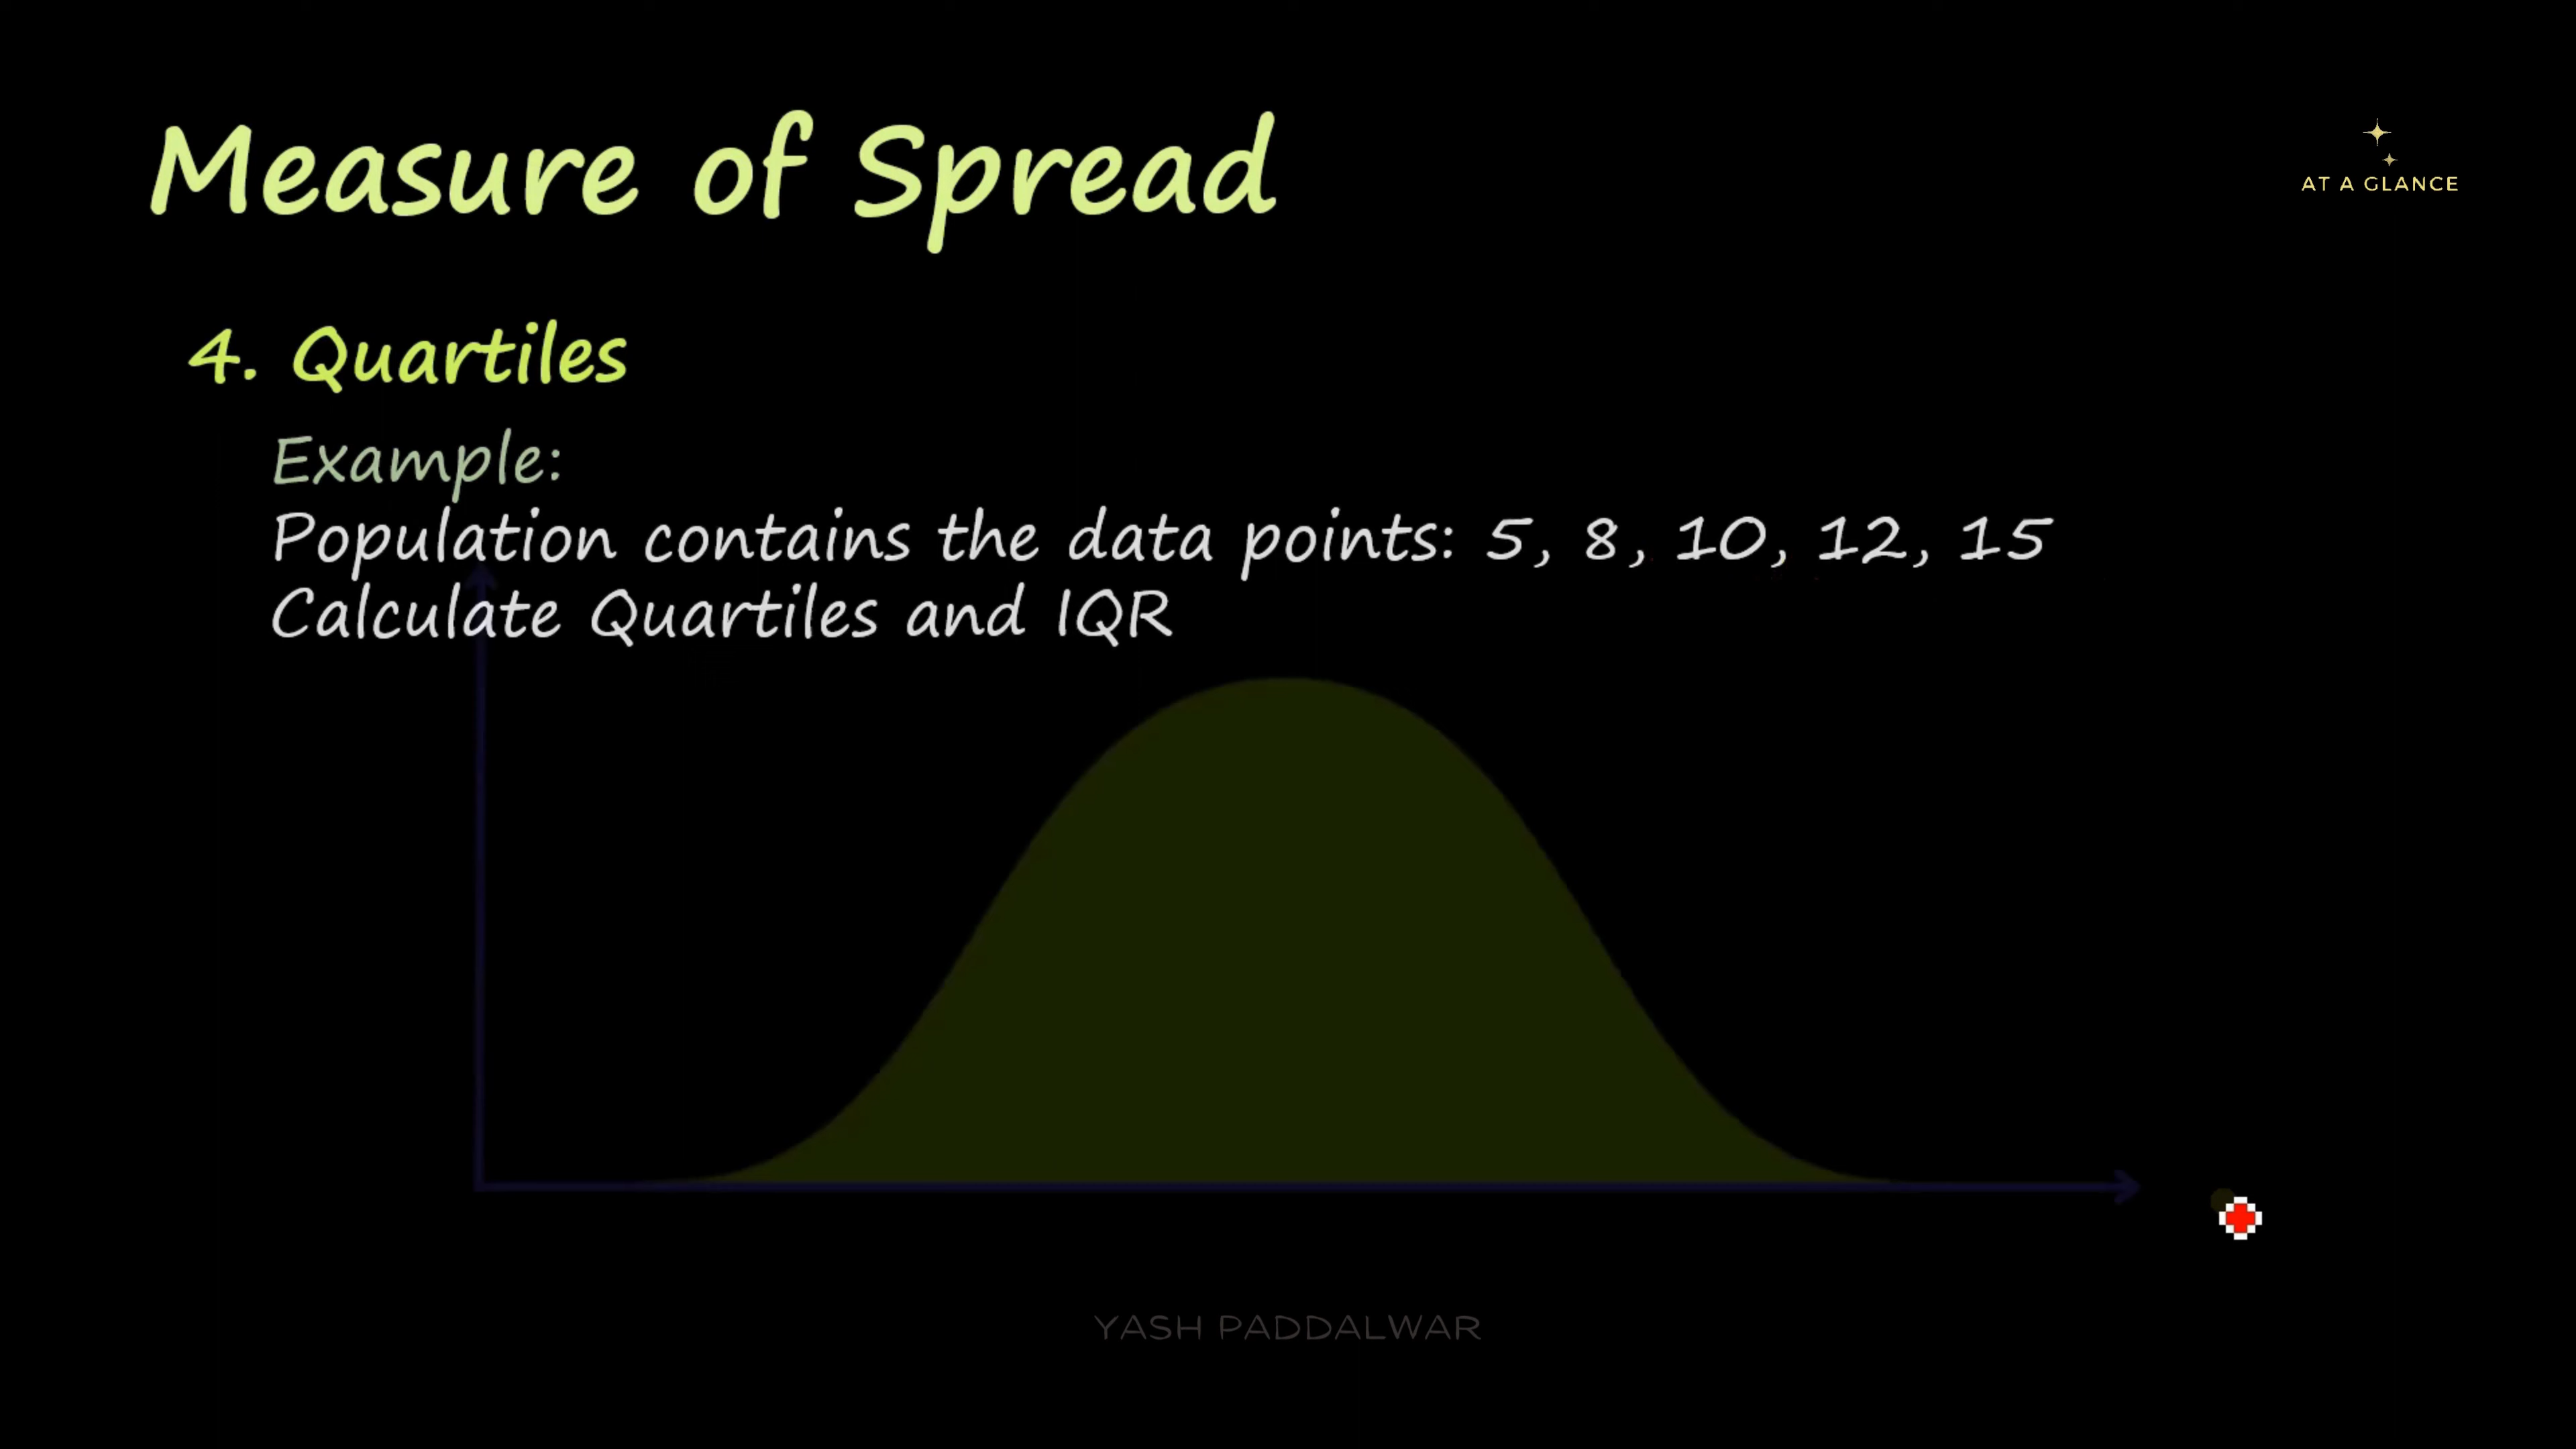 Measure of Spread
AT A GLANCE
4. Quartiles
Example:
Population contains the data points: 5, 8, 10, 12, 15
Calculate Quartiles and IQR
YASH PADDALWAR